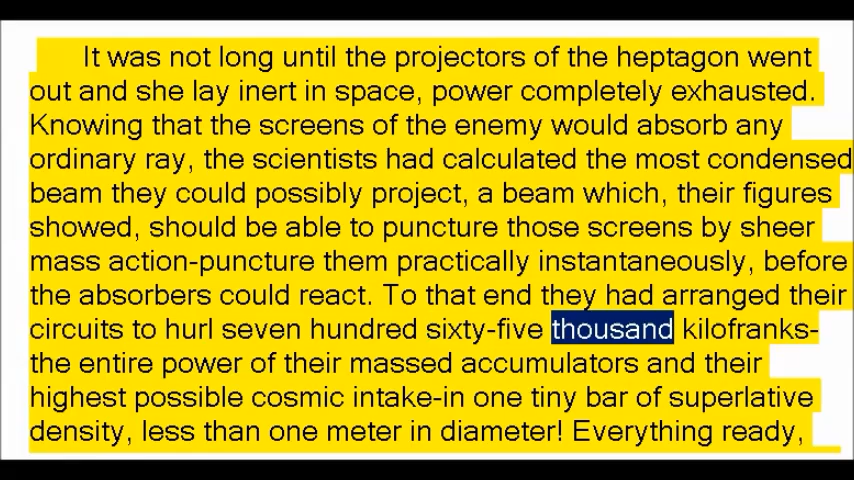 It was not long until the projectors of the heptagon went
out and she lay inert in space, power completely exhausted.
Knowing that the screens of the enemy would absorb any
ordinary ray, the scientists had calculated the most condensed
beam they could possibly project, a beam which, their figures
showed, should be able to puncture those screens by sheer
mass action-puncture them practically instantaneously, before
the absorbers could react. To that end they had arranged their
circuits to hurl seven hundred sixty-five thousand kilofranks-
the entire power of their massed accumulators and their
highest possible cosmic intake-in one tiny bar of superlative
density, less than one meter in diameter! Everything ready,